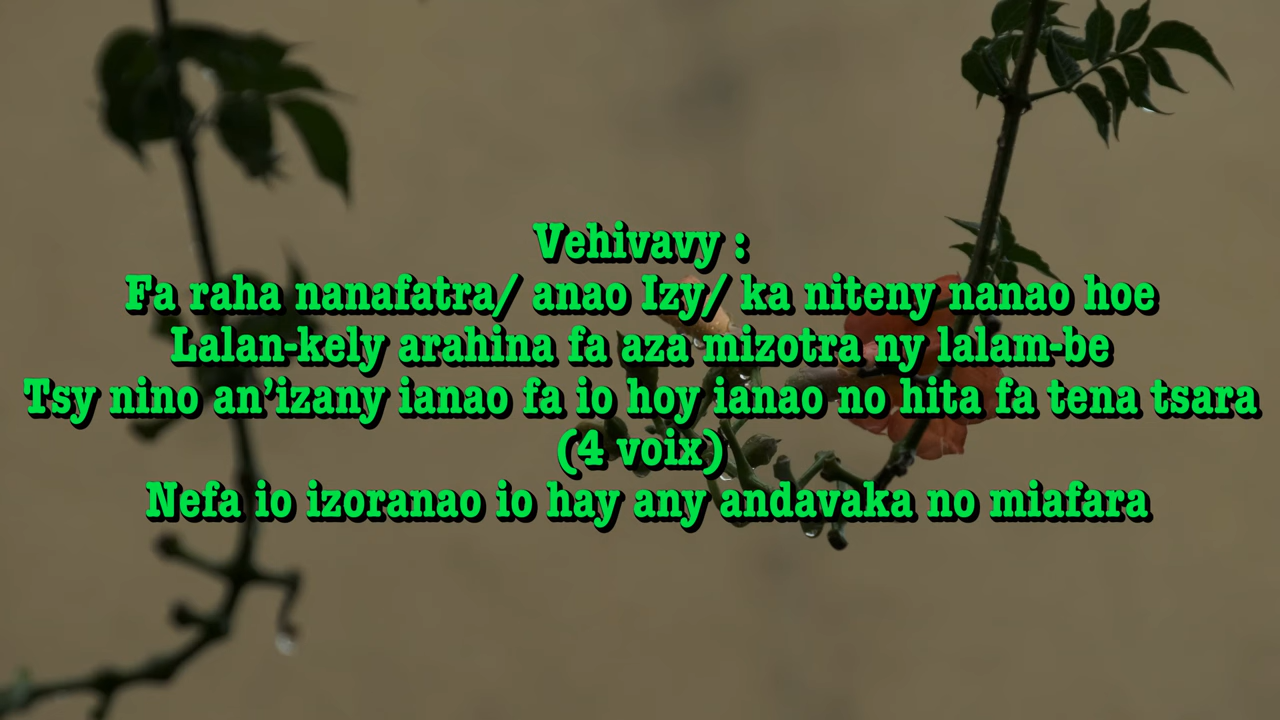 Vehivavy :
Fa raha nanafatra/ anao Izy/ ka niteny nanao hoe
Lalan-kely arahina fa aza mizotra ny lalam-be
Tsy nino an’izany ianao fa io hoy ianao no hita fa tena tsara
(4 voix)
Nefa io izoranao io hay any andavaka no miafara